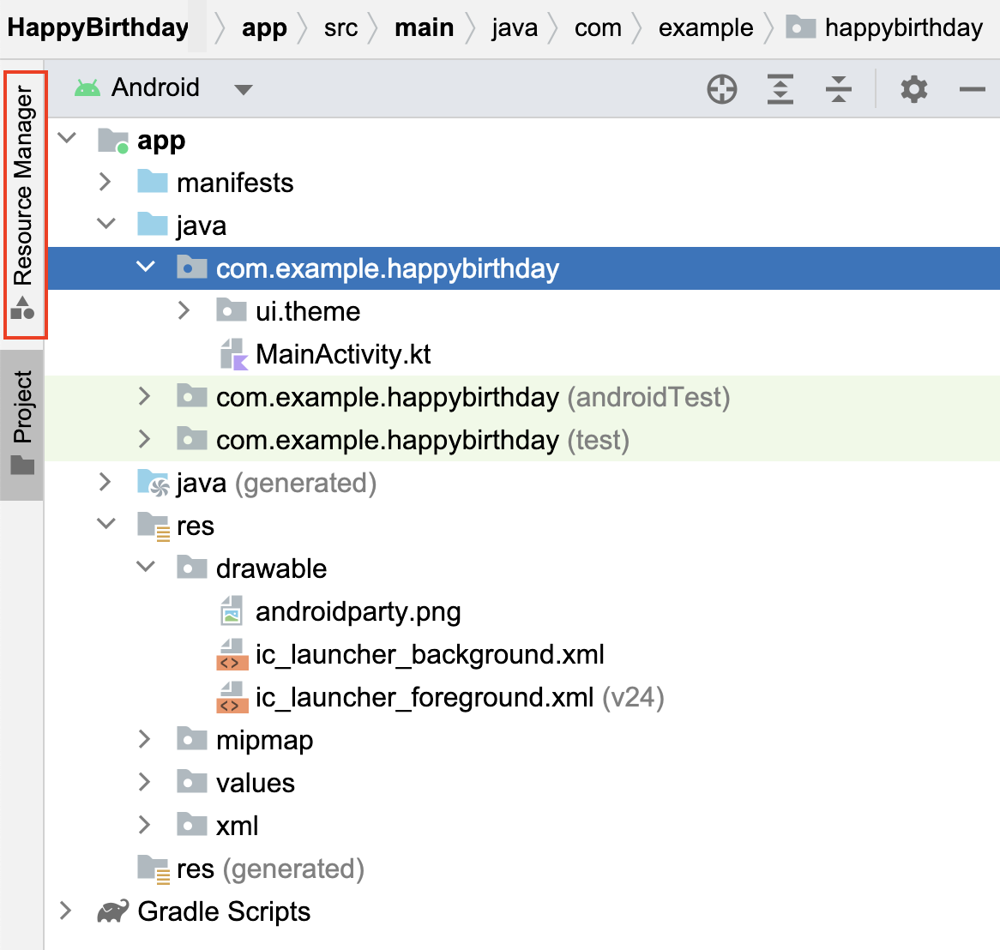 HappyBirthday app src main java com example happybirthday
Android
Resource Manager
Project
app
manifests
java
com.example.happybirthday
ui.theme
MainActivity.kt
com.example.happybirthday (androidTest)
com.example.happybirthday (test)
java (generated)
res
drawable
androidparty.png
ic_launcher_background.xml
ic_launcher_foreground.xml (v24)
mipmap
values
xml
res (generated)
Gradle Scripts